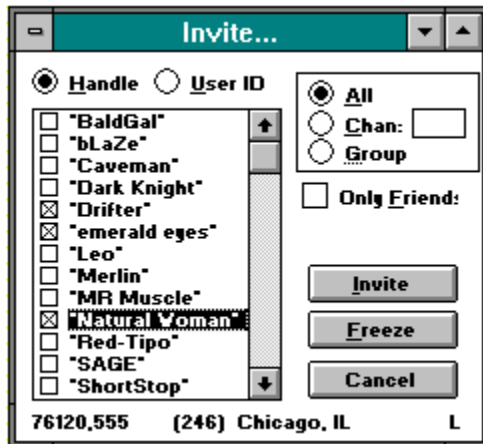 Invite...
Handle User ID
All
Chan:
Group
Only Friends
"BaldGal"
"bLaZe"
"Caveman"
"Dark Knight"
"Drifter"
"emerald eyes"
"Leo"
"Merlin"
"MR Muscle"
"Natural Woman"
"Red-Tipo"
"SAGE"
"ShortStop"
Invite
Freeze
Cancel
76120,555 (246) Chicago, IL L